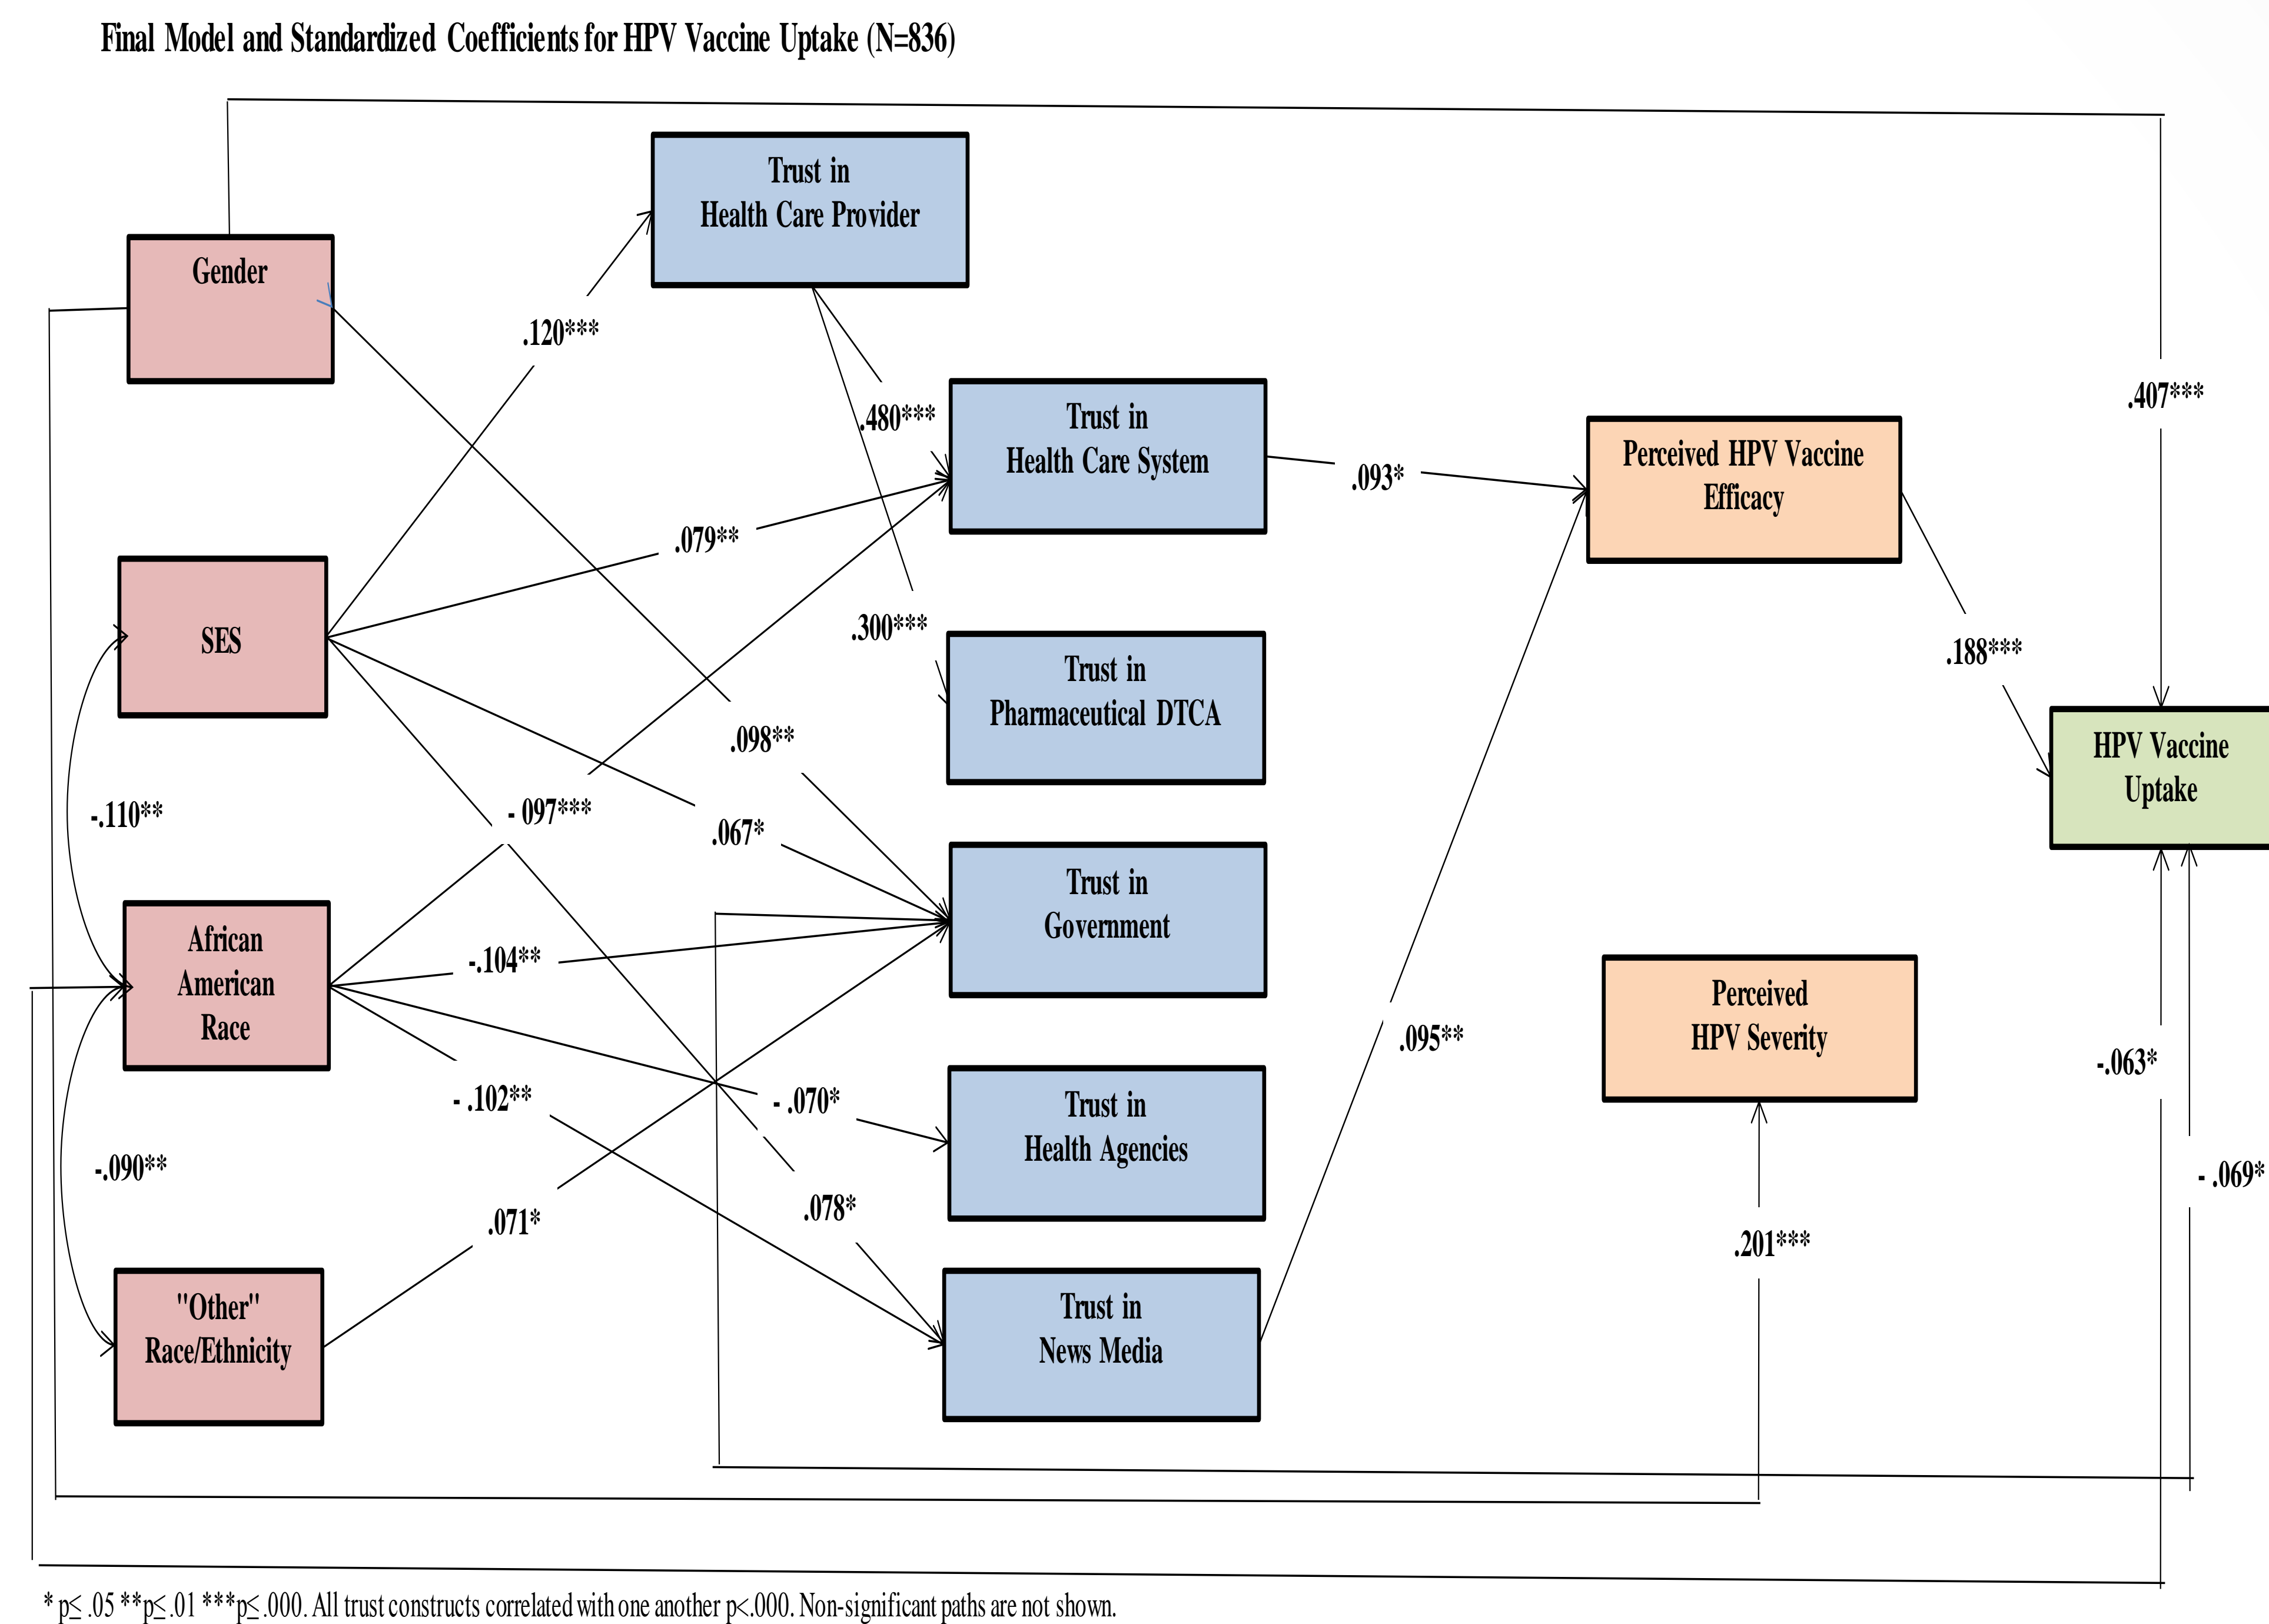 Final Model and Standardized Coefficients for HPV Vaccine Uptake (N=836)
Trust in
Health Care Provider
Gender
.120***
.480***
Trust in
Health Care System
.093*
Perceived HPV Vaccine
Efficacy
.407***
.079**
SES
.300***
Trust in
Pharmaceutical DTCA
.188***
.098**
HPV Vaccine
Uptake
-.110**
- 097***
.067*
Trust in
Government
African
American
Race
-.104**
Perceived
HPV Severity
.095**
-.063*
- .102**
- .070*
Trust in
Health Agencies
-.090**
- .069*
.071*
.078*
.201***
"Other"
Race/Ethnicity
Trust in
News Media
* p≤ .05 **p≤ .01 ***p≤ .000. All trust constructs correlated with one another p<.000. Non-significant paths are not shown.